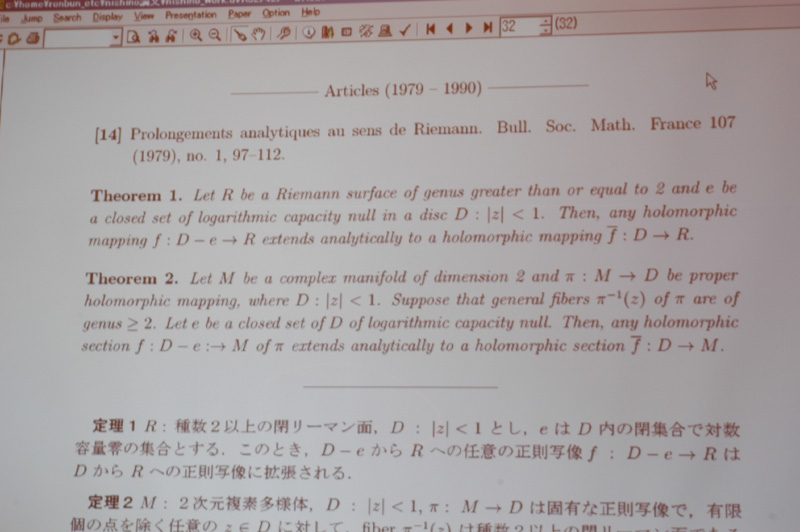 ile Jump Search Display View Presentation Paper Option Help
32 (32)
Articles (1979 – 1990)
[14] Prolongements analytiques au sens de Riemann. Bull. Soc. Math. France 107
(1979), no. 1, 97–112.
Theorem 1. Let R be a Riemann surface of genus greater than or equal to 2 and e be
a closed set of logarithmic capacity null in a disc D : |z| < 1. Then, any holomorphic
mapping f : D − e → R extends analytically to a holomorphic mapping f̅ : D → R.
Theorem 2. Let M be a complex manifold of dimension 2 and π : M → D be proper
holomorphic mapping, where D : |z| < 1. Suppose that general fibers π⁻¹(z) of π are of
genus ≥ 2. Let e be a closed set of D of logarithmic capacity null. Then, any holomorphic
section f : D − e :→ M of π extends analytically to a holomorphic section f̅ : D → M.
定理 1 R : 種数 2 以上の閉リーマン面, D : |z| < 1 とし, e は D 内の閉集合で対数
容量零の集合とする. このとき, D − e から R への任意の正則写像 f : D − e → R は
D から R への正則写像に拡張される.
定理 2 M : 2 次元複素多様体, D : |z| < 1, π : M → D は固有な正則写像で, 有限
個の点を除く任意の z ∈ D に対して, fiber π⁻¹(z) は種数 2 以上の閉リーマン面である